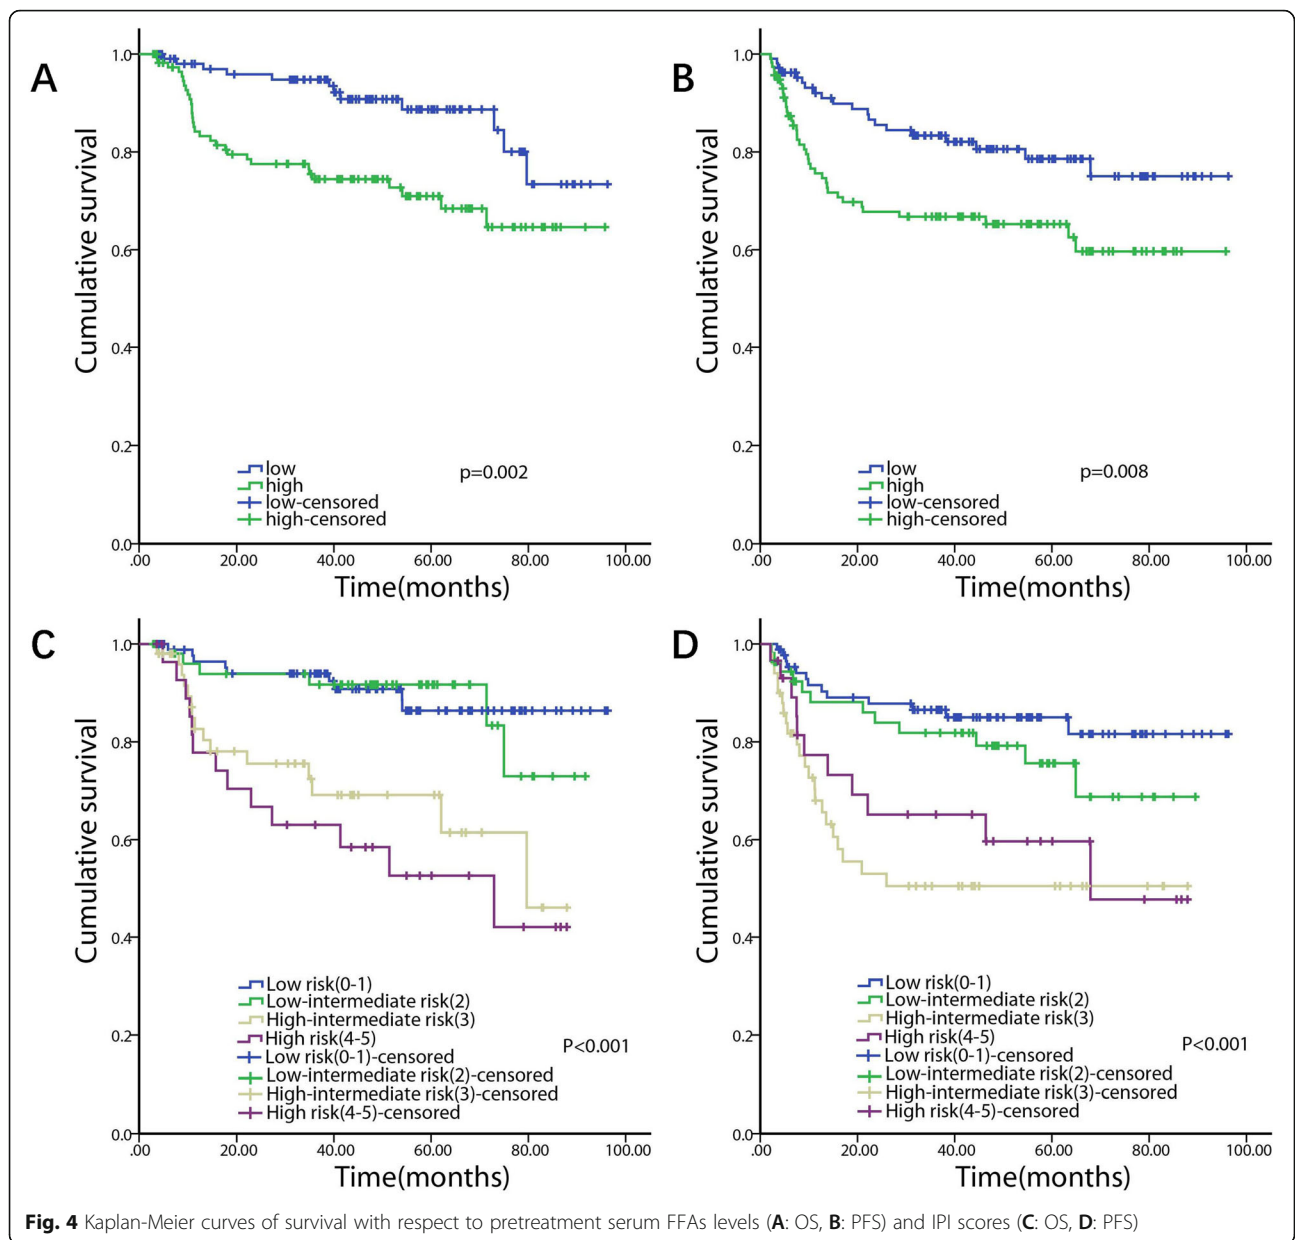 A
Cumulative survival
1.0
0.8
0.6
0.4
0.2
0.0
low
high
low-censored
high-censored
p=0.002
.00 20.00 40.00 60.00 80.00 100.00
Time(months)
B
Cumulative survival
1.0
0.8
0.6
0.4
0.2
0.0
low
high
low-censored
high-censored
p=0.008
.00 20.00 40.00 60.00 80.00 100.00
Time(months)
C
Cumulative survival
1.0
0.8
0.6
0.4
0.2
0.0
Low risk(0-1)
Low-intermediate risk(2)
High-intermediate risk(3)
High risk(4-5)
Low risk(0-1)-censored
Low-intermediate risk(2)-censored
High-intermediate risk(3)-censored
High risk(4-5)-censored
P<0.001
.00 20.00 40.00 60.00 80.00 100.00
Time(months)
D
Cumulative survival
1.0
0.8
0.6
0.4
0.2
0.0
Low risk(0-1)
Low-intermediate risk(2)
High-intermediate risk(3)
High risk(4-5)
Low risk(0-1)-censored
Low-intermediate risk(2)-censored
High-intermediate risk(3)-censored
High risk(4-5)-censored
P<0.001
.00 20.00 40.00 60.00 80.00 100.00
Time(months)
Fig. 4 Kaplan-Meier curves of survival with respect to pretreatment serum FFAs levels (A: OS, B: PFS) and IPI scores (C: OS, D: PFS)